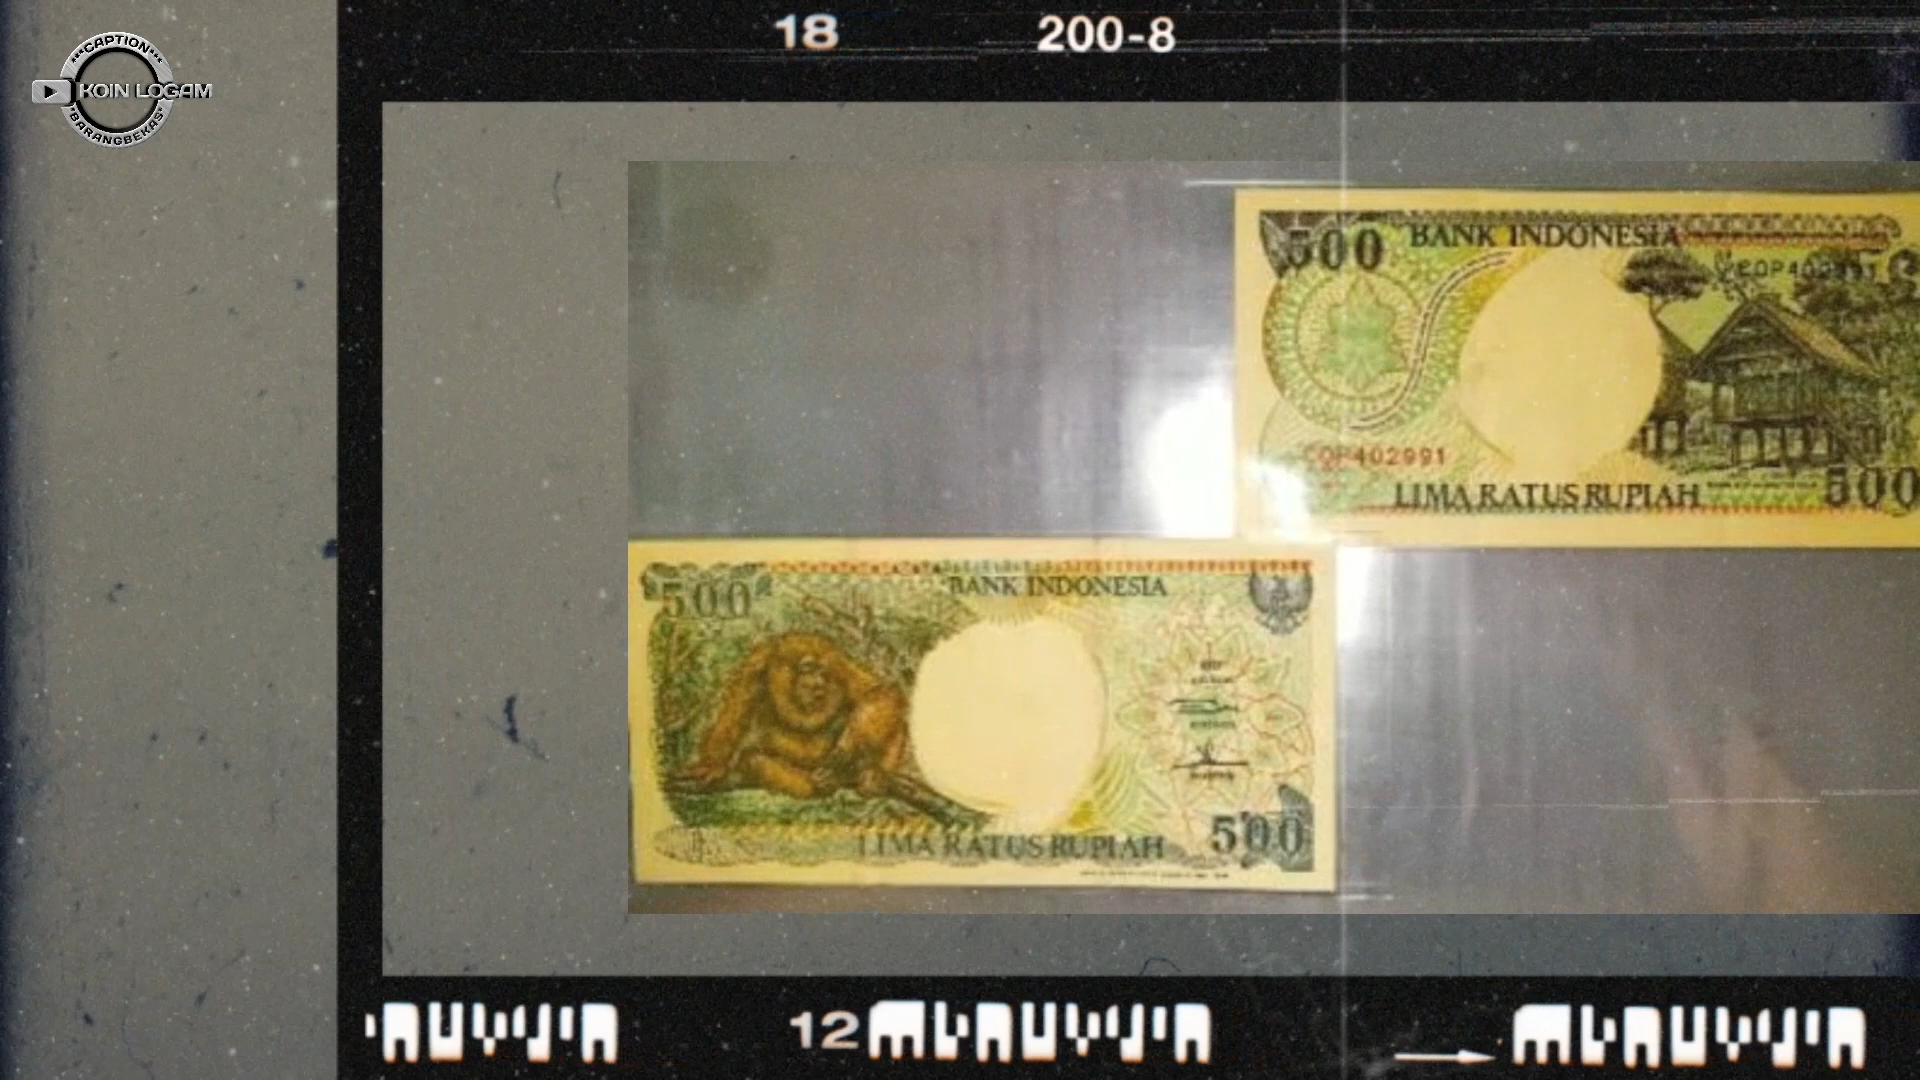 18 200-8
CAPTION
KOIN LOGAM
BARANGBEKAS
500 BANK INDONESIA
402991
LIMA RATUS RUPIAH 500
500 BANK INDONESIA
LIMA RATUS RUPIAH 500
12